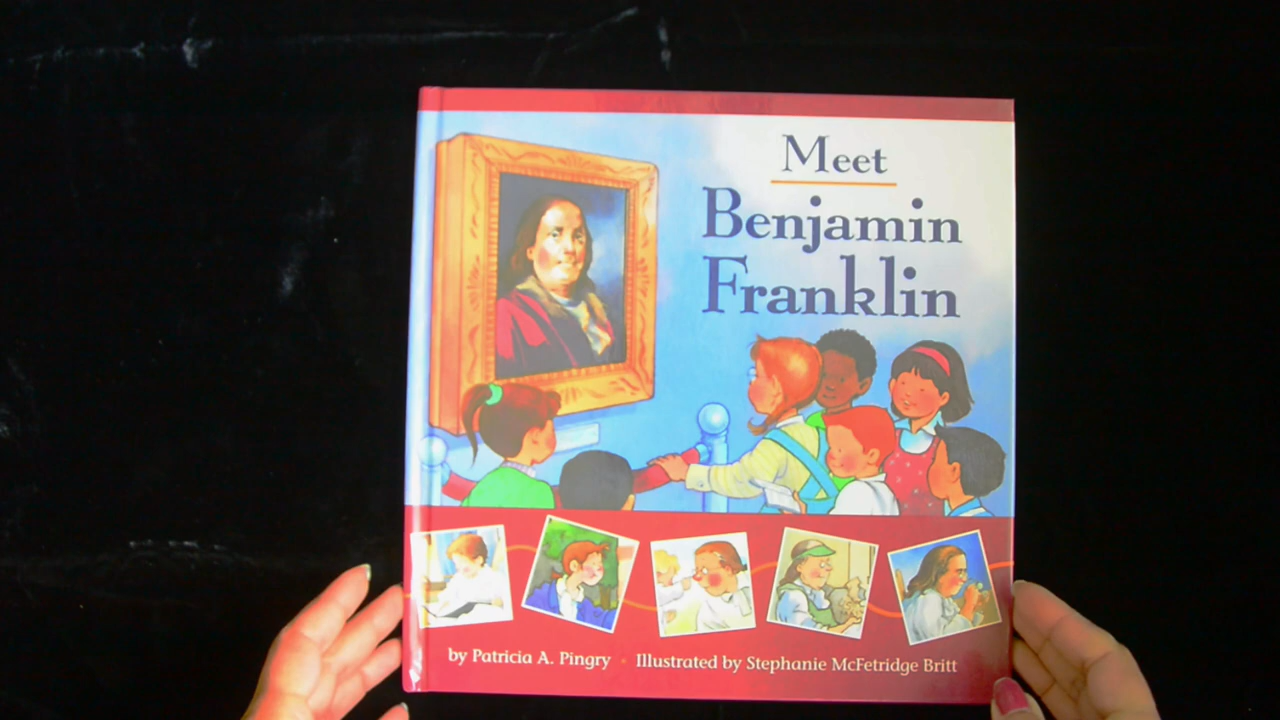 Meet
Benjamin
Franklin
by Patricia A. Pingry • Illustrated by Stephanie McFetridge Britt